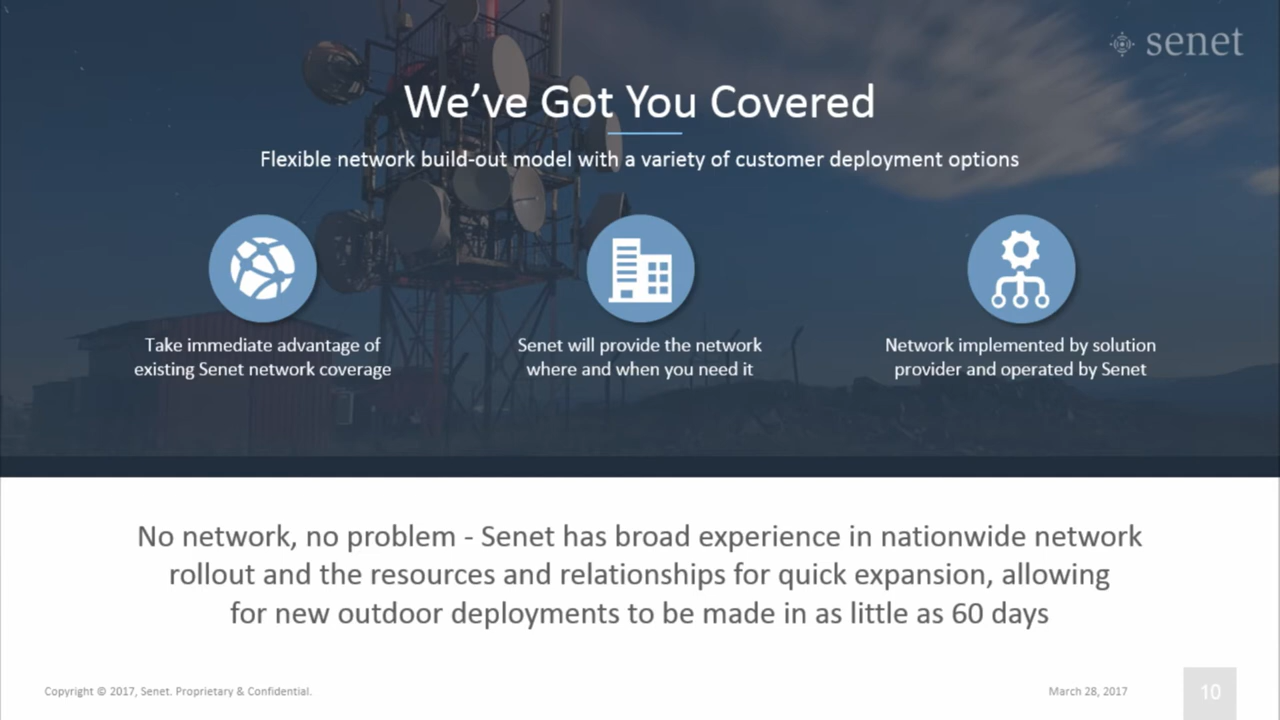 senet
We've Got You Covered
Flexible network build-out model with a variety of customer deployment options
Take immediate advantage of
existing Senet network coverage
Senet will provide the network
where and when you need it
Network implemented by solution
provider and operated by Senet
No network, no problem - Senet has broad experience in nationwide network
rollout and the resources and relationships for quick expansion, allowing
for new outdoor deployments to be made in as little as 60 days
Copyright © 2017, Senet. Proprietary & Confidential.
March 28, 2017
10